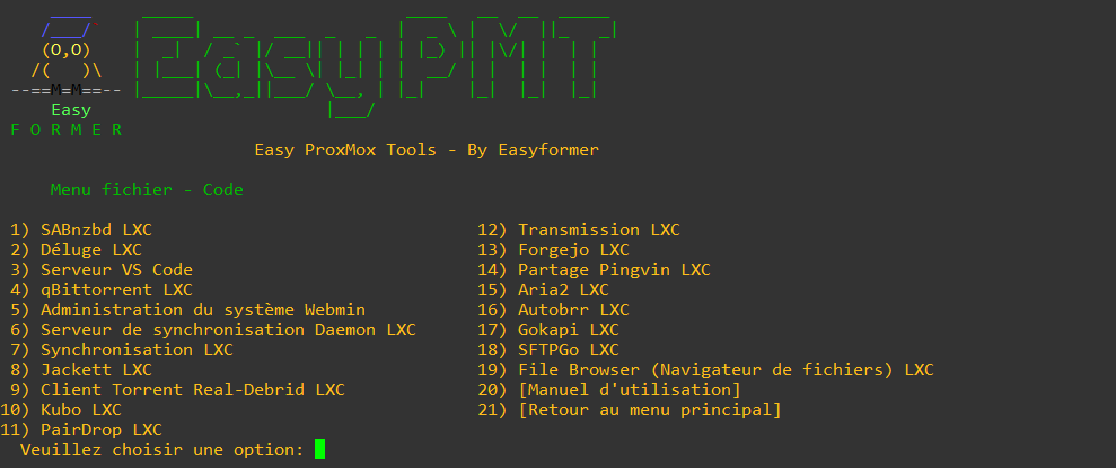 EasyPMT
Easy
F O R M E R
Easy ProxMox Tools - By Easyformer
Menu fichier - Code
1) SABnzbd LXC
2) Déluge LXC
3) Serveur VS Code
4) qBittorrent LXC
5) Administration du système Webmin
6) Serveur de synchronisation Daemon LXC
7) Synchronisation LXC
8) Jackett LXC
9) Client Torrent Real-Debrid LXC
10) Kubo LXC
11) PairDrop LXC
12) Transmission LXC
13) Forgejo LXC
14) Partage Pingvin LXC
15) Aria2 LXC
16) Autobrr LXC
17) Gokapi LXC
18) SFTPGo LXC
19) File Browser (Navigateur de fichiers) LXC
20) [Manuel d'utilisation]
21) [Retour au menu principal]
Veuillez choisir une option: